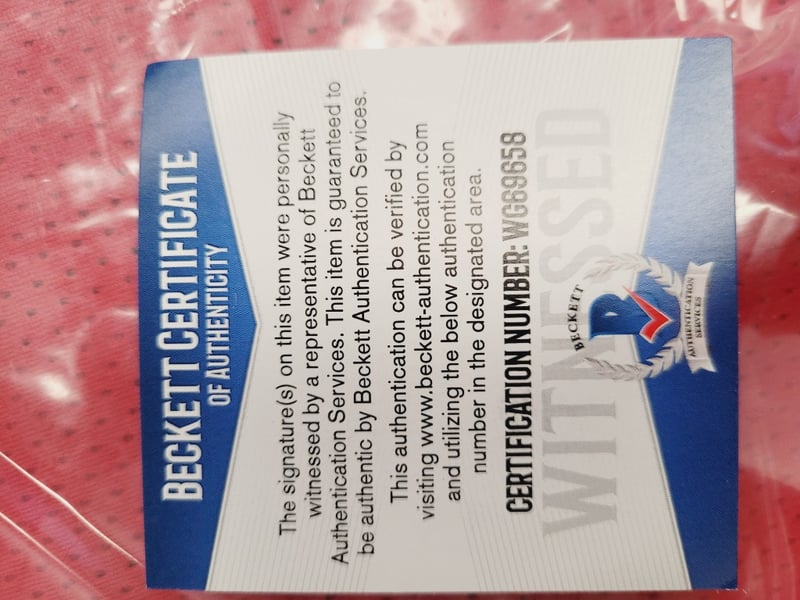 BECKETT CERTIFICATE
OF AUTHENTICITY
The signature(s) on this item were personally
witnessed by a representative of Beckett
Authentication Services. This item is guaranteed to
be authentic by Beckett Authentication Services.
This authentication can be verified by
visiting www.beckett-authentication.com
and utilizing the below authentication
number in the designated area.
CERTIFICATION NUMBER: WG69658
WITNESSED
BECKETT
B
AUTHENTICATION
SERVICES